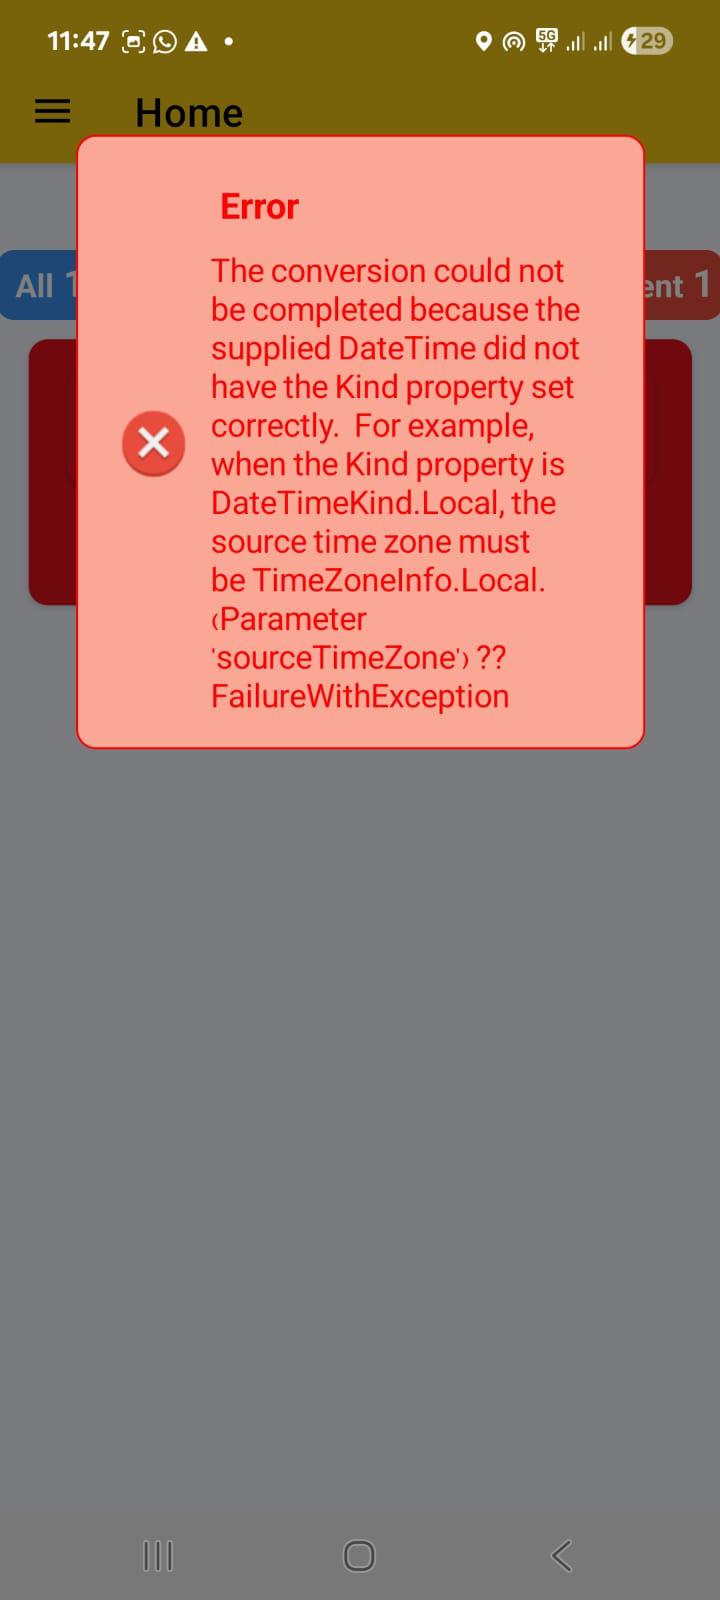 11:47
5G
29
Home
Error
The conversion could not
be completed because the
supplied DateTime did not
have the Kind property set
correctly.  For example,
when the Kind property is
DateTimeKind.Local, the
source time zone must
be TimeZoneInfo.Local.
(Parameter
'sourceTimeZone') ??
FailureWithException
All 1
ent 1